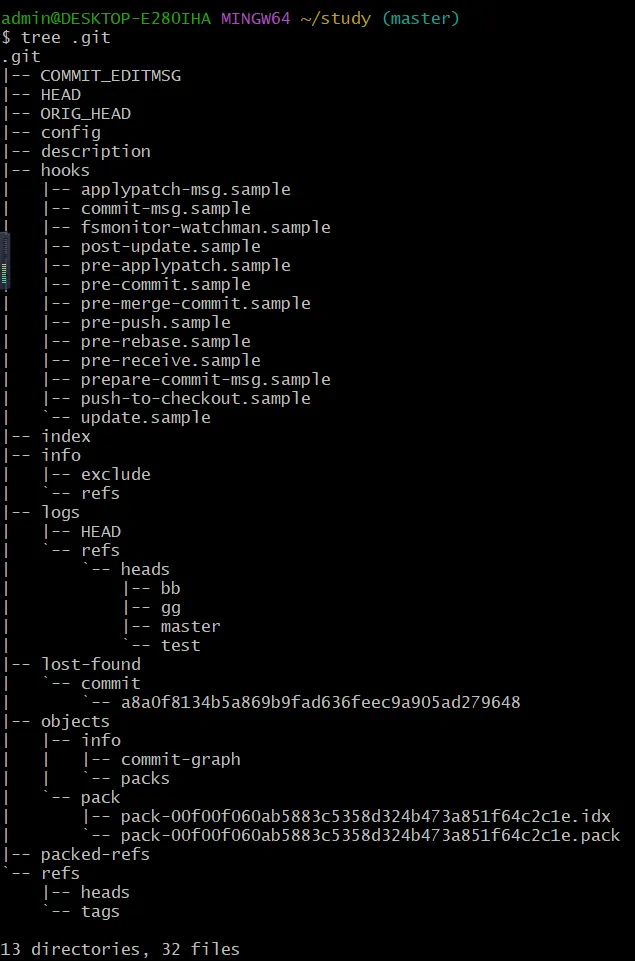 admin@DESKTOP-E280IHA MINGW64 ~/study (master)
$ tree .git
.git
|-- COMMIT_EDITMSG
|-- HEAD
|-- ORIG_HEAD
|-- config
|-- description
|-- hooks
|   |-- applypatch-msg.sample
|   |-- commit-msg.sample
|   |-- fsmonitor-watchman.sample
|   |-- post-update.sample
|   |-- pre-applypatch.sample
|   |-- pre-commit.sample
|   |-- pre-merge-commit.sample
|   |-- pre-push.sample
|   |-- pre-rebase.sample
|   |-- pre-receive.sample
|   |-- prepare-commit-msg.sample
|   |-- push-to-checkout.sample
|   `-- update.sample
|-- index
|-- info
|   |-- exclude
|   `-- refs
|-- logs
|   |-- HEAD
|   `-- refs
|       `-- heads
|           |-- bb
|           |-- gg
|           |-- master
|           `-- test
|-- lost-found
|   `-- commit
|       `-- a8a0f8134b5a869b9fad636feec9a905ad279648
|-- objects
|   |-- info
|   |   |-- commit-graph
|   |   `-- packs
|   `-- pack
|       |-- pack-00f00f060ab5883c5358d324b473a851f64c2c1e.idx
|       `-- pack-00f00f060ab5883c5358d324b473a851f64c2c1e.pack
|-- packed-refs
`-- refs
    |-- heads
    `-- tags

13 directories, 32 files